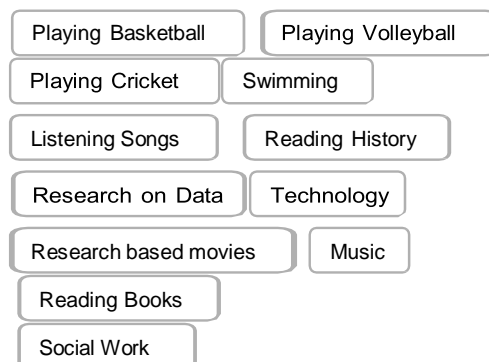 Playing Basketball Playing Volleyball
Playing Cricket Swimming
Listening Songs Reading History
Research on Data Technology
Research based movies Music
Reading Books
Social Work